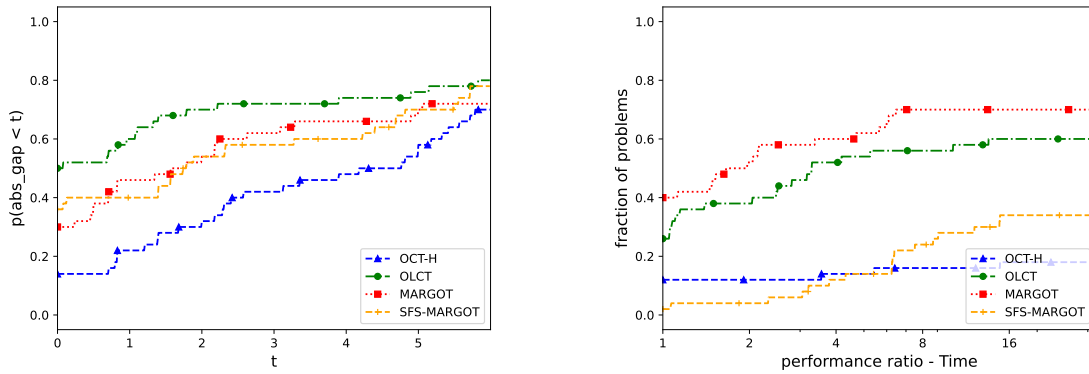 1.0
0.8
0.6
0.4
0.2
0.0
p(abs_gap < t)
0 1 2 3 4 5
t
OCT-H
OLCT
MARGOT
SFS-MARGOT
1.0
0.8
0.6
0.4
0.2
0.0
fraction of problems
1 2 4 8 16
performance ratio - Time
OCT-H
OLCT
MARGOT
SFS-MARGOT